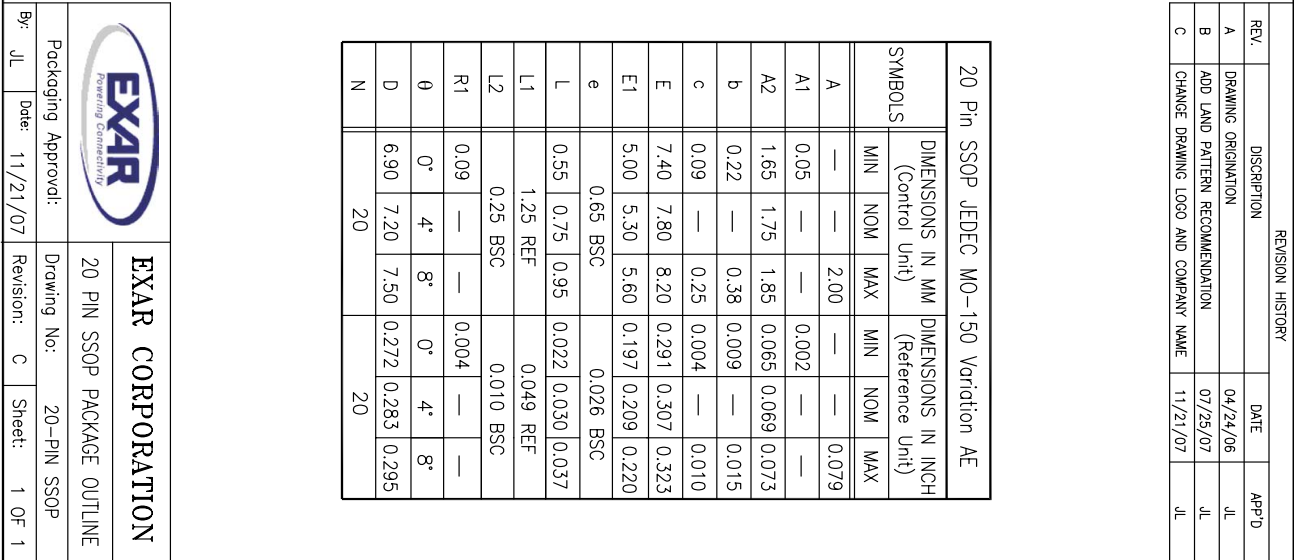 REVISION HISTORY
REV. DISCRIPTION DATE APP'D
A DRAWING ORIGINATION 04/24/06 JL
B ADD LAND PATTERN RECOMMENDATION 07/25/07 JL
C CHANGE DRAWING LOGO AND COMPANY NAME 11/21/07 JL
20 Pin SSOP JEDEC MO-150 Variation AE
SYMBOLS DIMENSIONS IN MM DIMENSIONS IN INCH
(Control Unit) (Reference Unit)
MIN NOM MAX MIN NOM MAX
A — — 2.00 — — 0.079
A1 0.05 — — 0.002 — —
A2 1.65 1.75 1.85 0.065 0.069 0.073
b 0.22 — 0.38 0.009 — 0.015
c 0.09 — 0.25 0.004 — 0.010
E 7.40 7.80 8.20 0.291 0.307 0.323
E1 5.00 5.30 5.60 0.197 0.209 0.220
e 0.65 BSC 0.026 BSC
L 0.55 0.75 0.95 0.022 0.030 0.037
L1 1.25 REF 0.049 REF
L2 0.25 BSC 0.010 BSC
R1 0.09 — — 0.004 — —
θ 0° 4° 8° 0° 4° 8°
D 6.90 7.20 7.50 0.272 0.283 0.295
N 20 20
EXAR
Powering Connectivity
EXAR CORPORATION
20 PIN SSOP PACKAGE OUTLINE
Packaging Approval: Drawing No: 20-PIN SSOP
By: JL Date: 11/21/07 Revision: C Sheet: 1 OF 1